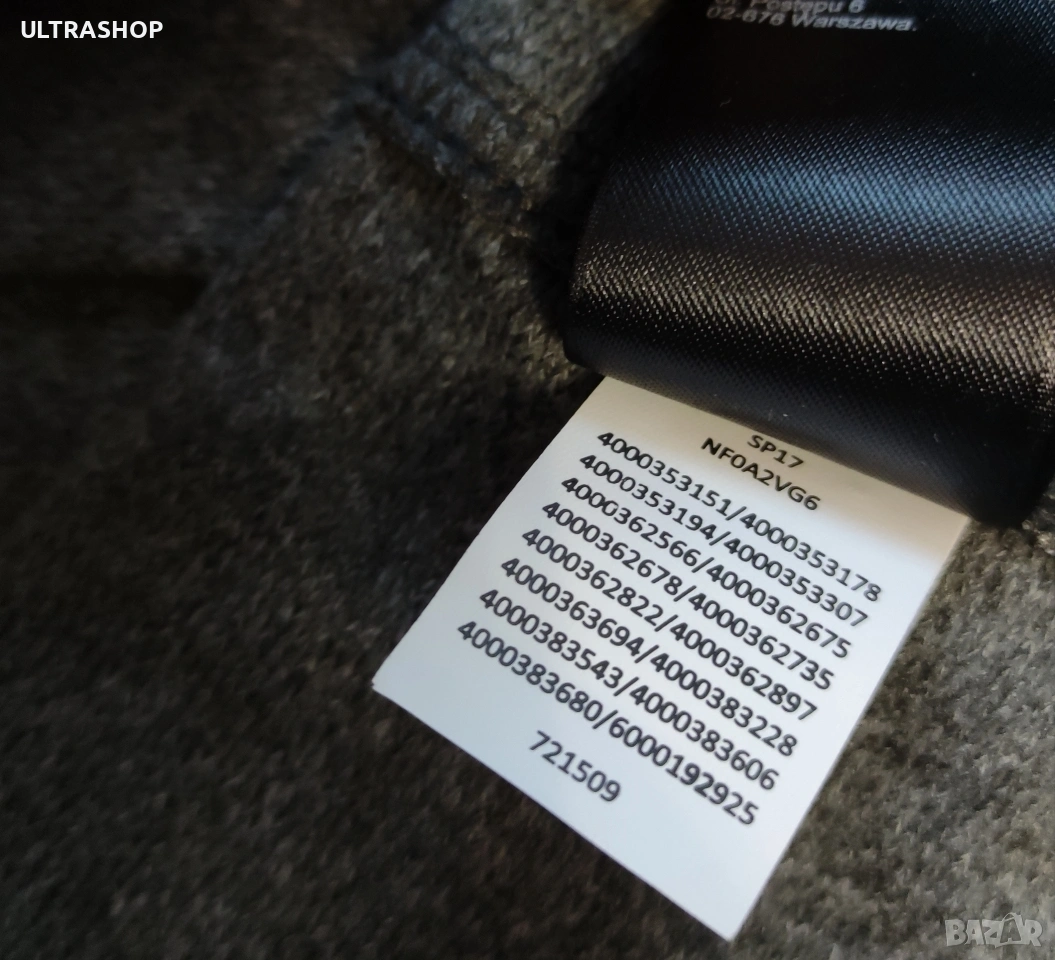 ULTRASHOP
Postępu 6
02-676 Warszawa.
SP17
NF0A2VG6
4000353151/4000353178
4000353194/4000353307
4000362566/4000362675
4000362678/4000362735
4000362822/4000362897
4000363694/4000383228
4000383543/4000383606
4000383680/6000192925
721509
BAZAR